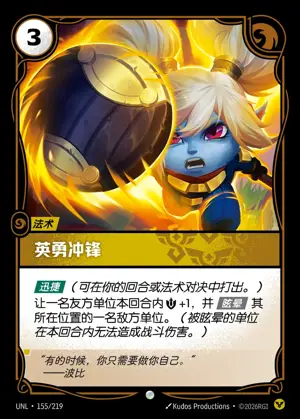 3
法术
英勇冲锋
迅捷（可在你的回合或法术对决中打出。）
让一名友方单位本回合内+1，并 眩晕 其
所在位置的一名敌方单位。（被眩晕的单位
在本回合内无法造成战斗伤害。）
“有的时候，你只需要做你自己。”
——波比
UNL • 155/219
Kudos Productions • ©2026RGI